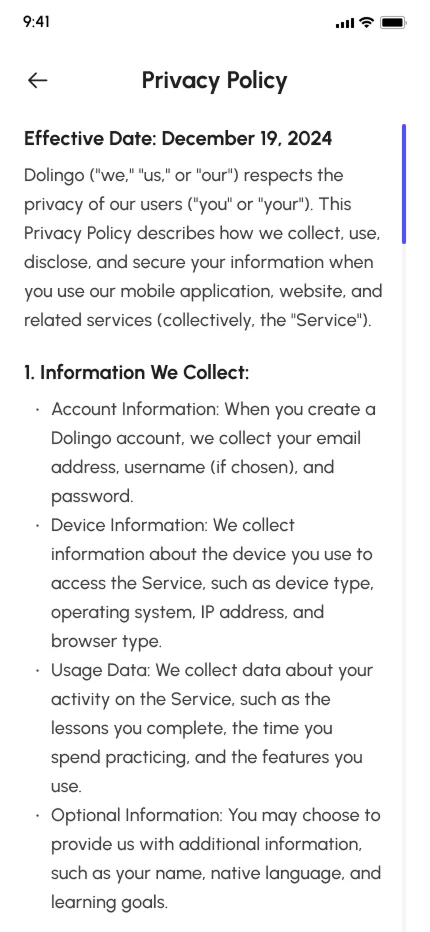 9:41
Privacy Policy
Effective Date: December 19, 2024
Dolingo ("we," "us," or "our") respects the
privacy of our users ("you" or "your"). This
Privacy Policy describes how we collect, use,
disclose, and secure your information when
you use our mobile application, website, and
related services (collectively, the "Service").
1. Information We Collect:
· Account Information: When you create a
Dolingo account, we collect your email
address, username (if chosen), and
password.
· Device Information: We collect
information about the device you use to
access the Service, such as device type,
operating system, IP address, and
browser type.
· Usage Data: We collect data about your
activity on the Service, such as the
lessons you complete, the time you
spend practicing, and the features you
use.
· Optional Information: You may choose to
provide us with additional information,
such as your name, native language, and
learning goals.